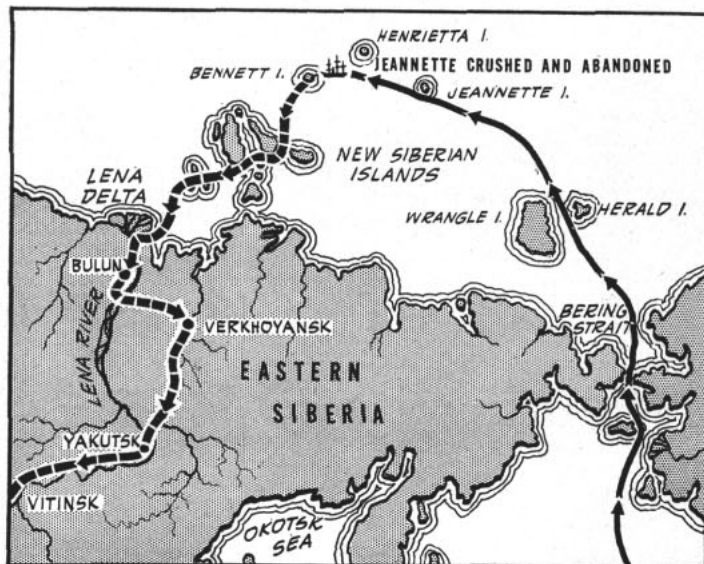 HENRIETTA I.
JEANNETTE CRUSHED AND ABANDONED
BENNETT I.
JEANNETTE I.
NEW SIBERIAN
ISLANDS
LENA
DELTA
WRANGLE I.
HERALD I.
BULUN
BERING
STRAIT
LENA RIVER
VERKHOYANSK
EASTERN
SIBERIA
YAKUTSK
VITINSK
OKOTSK
SEA